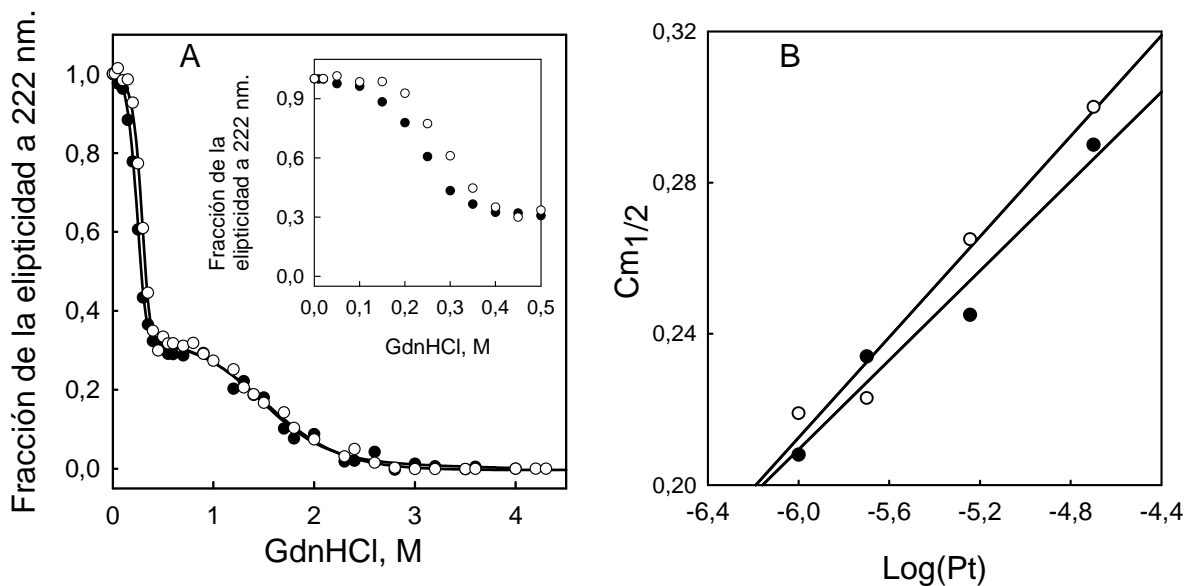 A
Fracción de la elipticidad a 222 nm.
1,0
0,8
0,6
0,4
0,2
0,0
0 1 2 3 4
GdnHCl, M
Fracción de la
elipticidad a 222 nm.
0,9
0,6
0,3
0,0
0,0 0,1 0,2 0,3 0,4 0,5
GdnHCl, M
B
Cm1/2
0,32
0,28
0,24
0,20
-6,4 -6,0 -5,6 -5,2 -4,8 -4,4
Log(Pt)